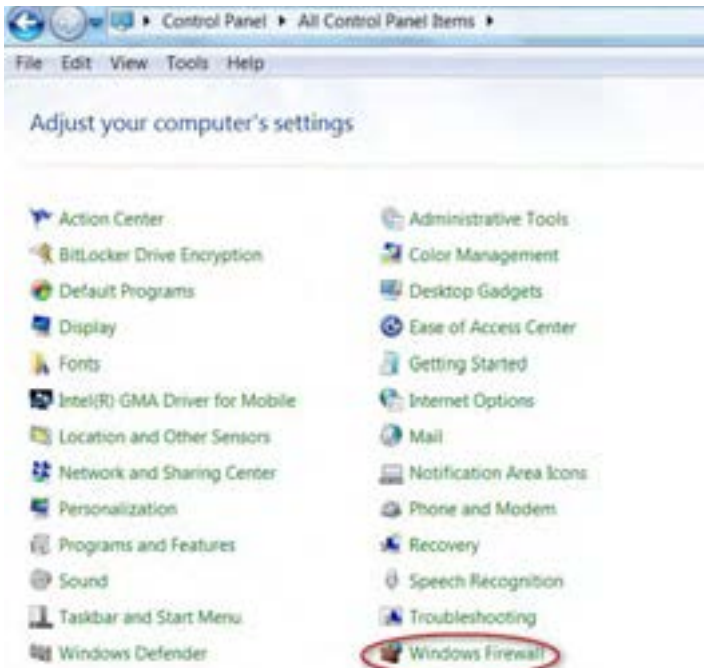 Control Panel All Control Panel Items
File Edit View Tools Help
Adjust your computer's settings
Action Center
Administrative Tools
BitLocker Drive Encryption
Color Management
Default Programs
Desktop Gadgets
Display
Ease of Access Center
Fonts
Getting Started
Intel(R) GMA Driver for Mobile
Internet Options
Location and Other Sensors
Mail
Network and Sharing Center
Notification Area Icons
Personalization
Phone and Modem
Programs and Features
Recovery
Sound
Speech Recognition
Taskbar and Start Menu
Troubleshooting
Windows Defender
Windows Firewall